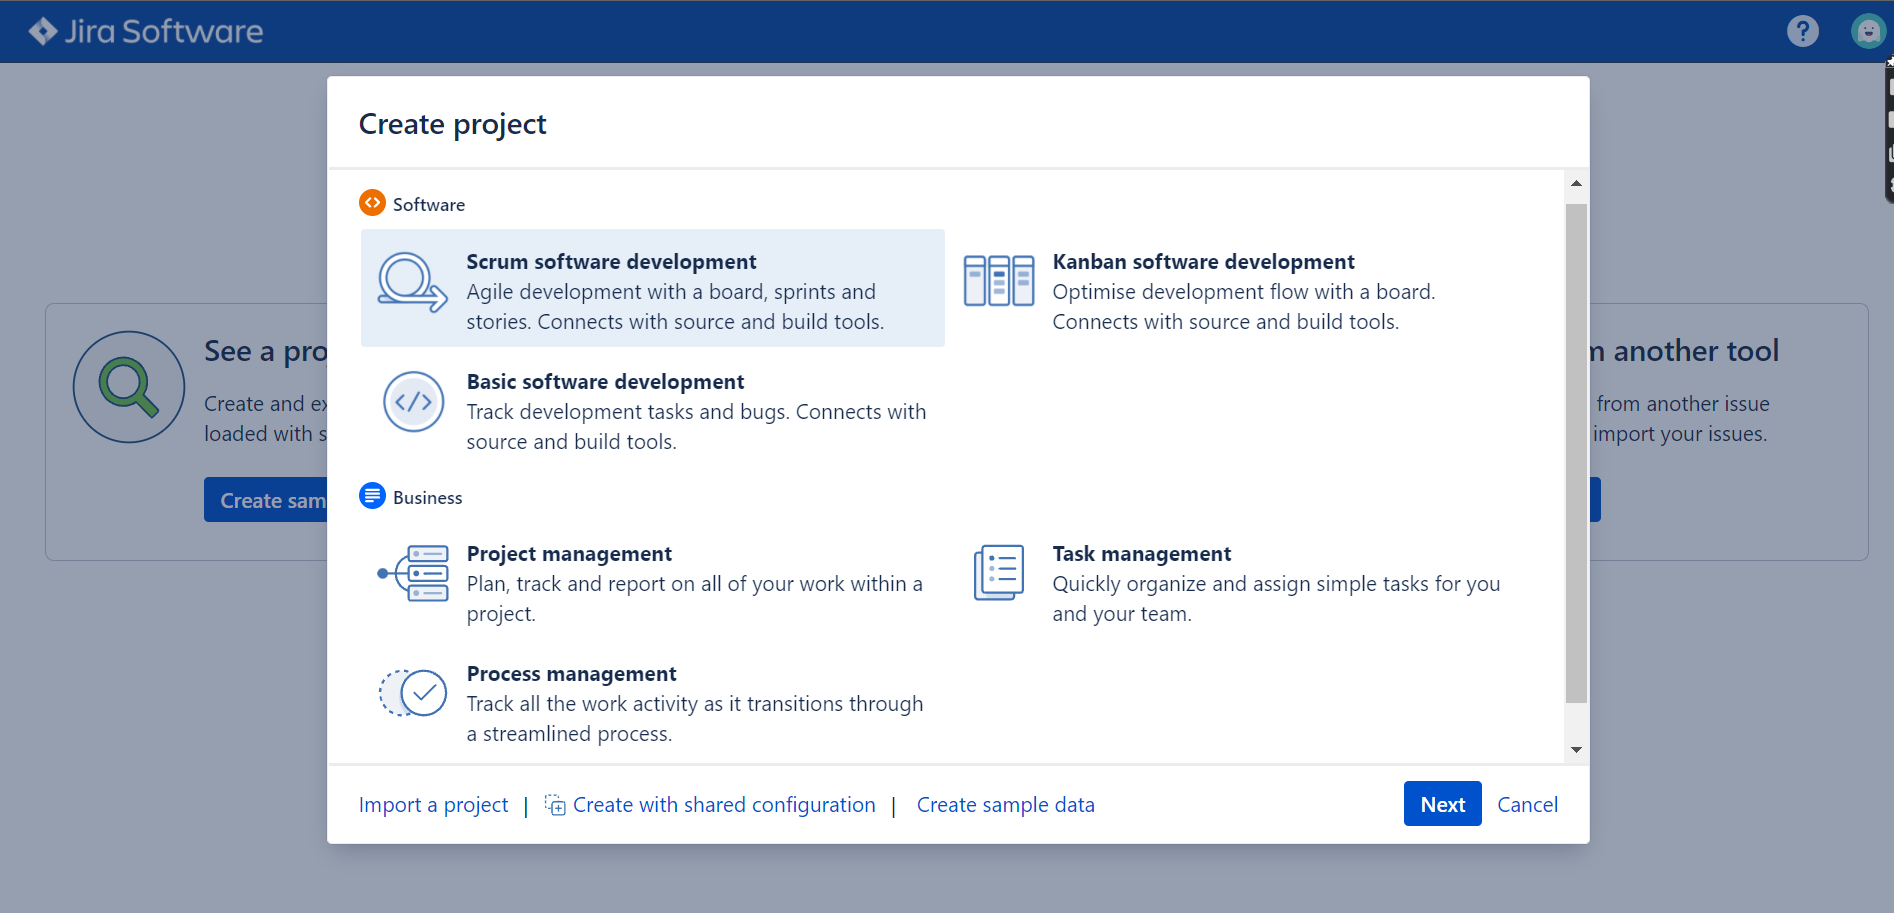 Jira Software
?
Create project
Software
Scrum software development
Agile development with a board, sprints and
stories. Connects with source and build tools.
Kanban software development
Optimise development flow with a board.
Connects with source and build tools.
Basic software development
Track development tasks and bugs. Connects with
source and build tools.
Business
Project management
Plan, track and report on all of your work within a
project.
Task management
Quickly organize and assign simple tasks for you
and your team.
Process management
Track all the work activity as it transitions through
a streamlined process.
Import a project | Create with shared configuration | Create sample data
Next Cancel
See a pro
Create and ex
loaded with s
Create sam
another tool
from another issue
import your issues.